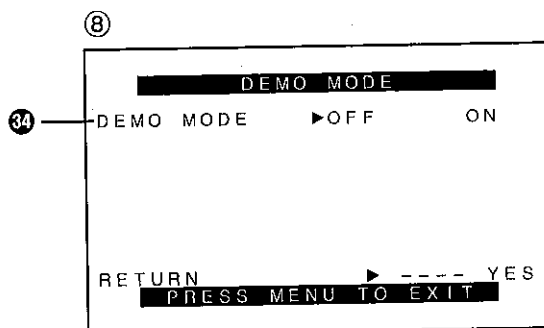 ⑧
DEMO MODE
㉞ DEMO MODE ▶OFF ON
RETURN ▶ ---- YES
PRESS MENU TO EXIT